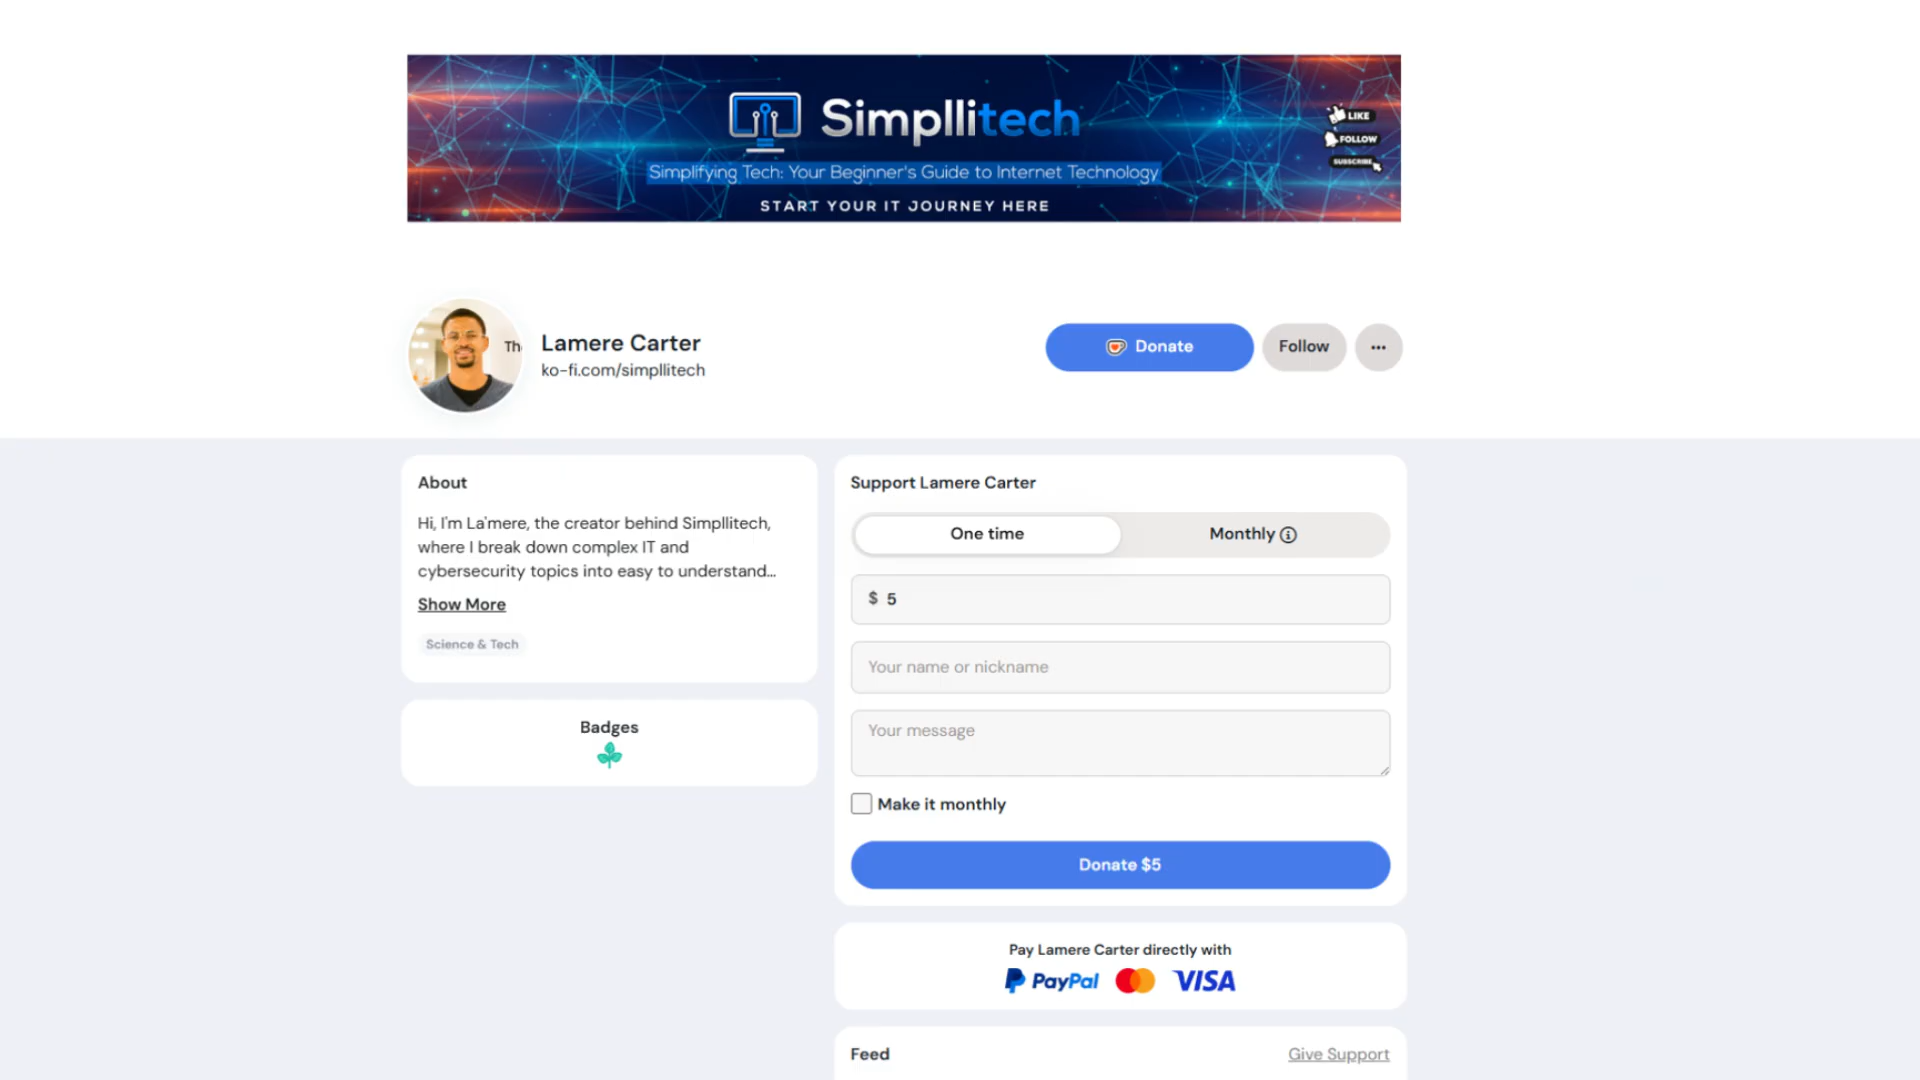 Simpllitech
Simplifying Tech: Your Beginner's Guide to Internet Technology
START YOUR IT JOURNEY HERE
LIKE
FOLLOW
SUBSCRIBE
Th
Lamere Carter
ko-fi.com/simpllitech
Donate
Follow
About
Hi, I'm La'mere, the creator behind Simpllitech,
where I break down complex IT and
cybersecurity topics into easy to understand...
Show More
Science & Tech
Badges
Support Lamere Carter
One time
Monthly
$ 5
Your name or nickname
Your message
Make it monthly
Donate $5
Pay Lamere Carter directly with
PayPal
VISA
Feed
Give Support